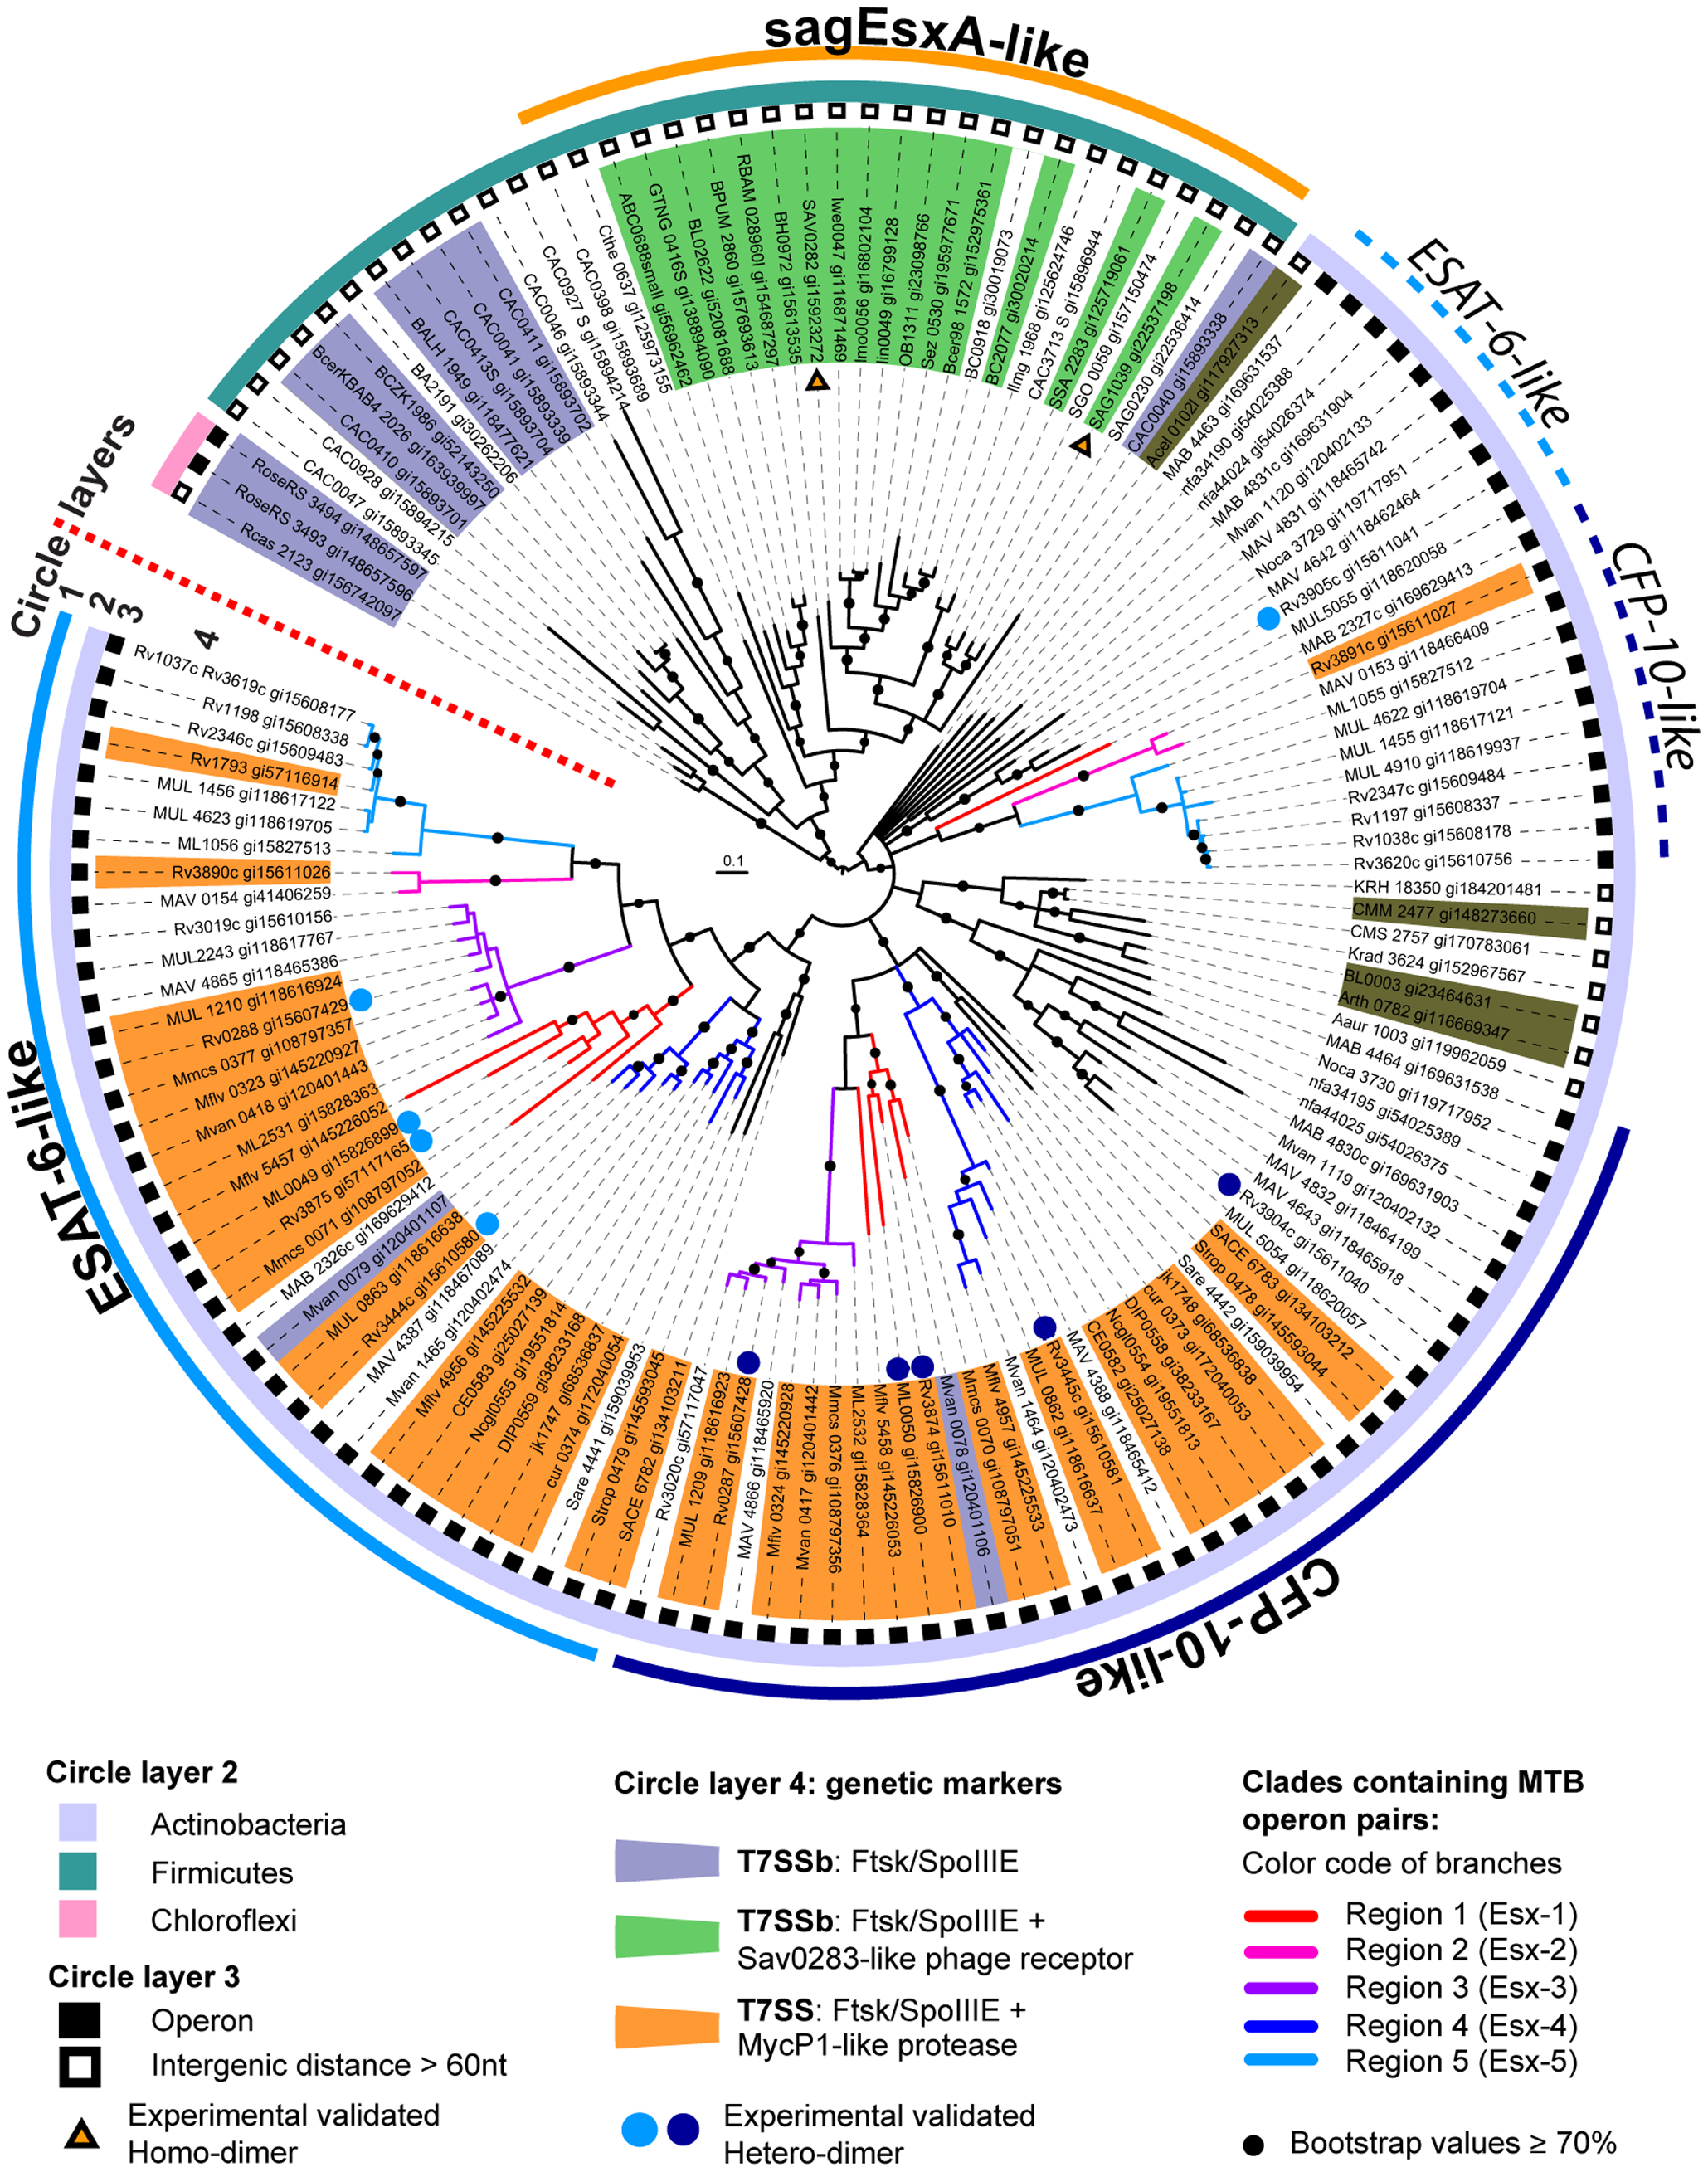 sagEsxA-like
ESAT-6-like
CFP-10-like
CFP-10-like
ESAT-6-like
Circle layers
1
2
3
4
Rcas 2123 gi156742097
RoseRS 3493 gi148657596
RoseRS 3494 gi148657597
CAC0047 gi15893345
CAC0928 gi15894215
CAC0410 gi15893701
BcerKBAB4 2026 gi163939997
BCZK1986 gi52143250
BA2191 gi30262206
BALH 1949 gi118477621
CAC0413S gi15893704
CAC0041 gi15893339
CAC0411 gi15893702
CAC0046 gi15893344
CAC0927 S gi15894214
CAC0398 gi15893689
Cthe 0637 gi125973155
ABC0688small gi56962462
GTNG 0416S gi138894090
BL02622 gi52081688
BPUM 2860 gi157693613
RBAM 028960l gi154687297
BH0972 gi15613535
SAV0282 gi15923272
lwe0047 gi116871469
lmo0056 gi16802104
lin0049 gi16799128
OB1311 gi23098766
Sez 0530 gi195977671
Bcer98 1572 gi152975361
BC0918 gi30019073
BC2077 gi30020214
llmg 1968 gi125624746
CAC3713 S gi15896944
SSA 2283 gi125719061
SGO 0059 gi157150474
SAG1039 gi22537198
SAG0230 gi22536414
CAC0040 gi15893338
Acel 0102l gi117927313
MAB 4463 gi169631537
nfa34190 gi54025388
nfa44024 gi54026374
MAB 4831c gi169631904
Mvan 1120 gi120402133
MAV 4831 gi118465742
Noca 3729 gi119717951
MAV 4642 gi118462464
Rv3905c gi15611041
MUL5055 gi118620058
MAB 2327c gi169629413
Rv3891c gi15611027
MAV 0153 gi118466409
ML1055 gi15827512
MUL 4622 gi118619704
MUL 1455 gi118617121
MUL 4910 gi118619937
Rv2347c gi15609484
Rv1197 gi15608337
Rv1038c gi15608178
Rv3620c gi15610756
KRH 18350 gi184201481
CMM 2477 gi148273660
CMS 2757 gi170783061
Krad 3624 gi152967567
BL0003 gi23464631
Arth 0782 gi116669347
Aaur 1003 gi119962059
MAB 4464 gi169631538
Noca 3730 gi119717952
nfa34195 gi54025389
nfa44025 gi54026375
MAB 4830c gi169631903
Mvan 1119 gi120402132
MAV 4832 gi118464199
MAV 4643 gi118465918
Rv3904c gi15611040
MUL 5054 gi118620057
SACE 6783 gi134103212
Strop 0478 gi145593044
Sare 4442 gi159039954
jk1748 gi68536838
cur 0373 gi172040053
DIP0558 gi38233167
Ncgl0554 gi19551813
CE0582 gi25027138
MAV 4388 gi118465412
Rv3445c gi15610581
MUL 0862 gi118616637
Mvan 1464 gi120402473
Mflv 4957 gi145225533
Mmcs 0070 gi108797051
Mvan 0078 gi120401106
Rv3874 gi15611010
ML0050 gi15826900
Mflv 5458 gi145226053
ML2532 gi15828364
Mmcs 0376 gi108797356
Mvan 0417 gi120401442
Mflv 0324 gi145220928
MAV 4866 gi118465920
Rv0287 gi15607428
MUL 1209 gi118616923
Rv3020c gi57117047
SACE 6782 gi134103211
Strop 0479 gi145593045
Sare 4441 gi159039953
cur 0374 gi172040054
jk1747 gi68536837
DIP0559 gi38233168
Ncgl0555 gi19551814
CE0583 gi25027139
Mflv 4956 gi145225532
Mvan 1465 gi120402474
MAV 4387 gi118467089
Rv3444c gi15610580
MUL 0863 gi118616638
Mvan 0079 gi120401107
MAB 2326c gi169629412
Mmcs 0071 gi108797052
Rv3875 gi57117165
ML0049 gi15826899
Mflv 5457 gi145226052
ML2531 gi15828363
Mvan 0418 gi120401443
Mflv 0323 gi145220927
Mmcs 0377 gi108797357
Rv0288 gi15607429
MUL 1210 gi118616924
MAV 4865 gi118465386
MUL2243 gi118617767
Rv3019c gi15610156
MAV 0154 gi41406259
Rv3890c gi15611026
ML1056 gi15827513
MUL 4623 gi118619705
MUL 1456 gi118617122
Rv1793 gi57116914
Rv2346c gi15609483
Rv1198 gi15608338
Rv1037c Rv3619c gi15608177
0.1
Circle layer 2
Actinobacteria
Firmicutes
Chloroflexi
Circle layer 3
Operon
Intergenic distance > 60nt
Experimental validated
Homo-dimer
Circle layer 4: genetic markers
T7SSb: Ftsk/SpoIIIE
T7SSb: Ftsk/SpoIIIE +
Sav0283-like phage receptor
T7SS: Ftsk/SpoIIIE +
MycP1-like protease
Experimental validated
Hetero-dimer
Clades containing MTB
operon pairs:
Color code of branches
Region 1 (Esx-1)
Region 2 (Esx-2)
Region 3 (Esx-3)
Region 4 (Esx-4)
Region 5 (Esx-5)
Bootstrap values ≥ 70%